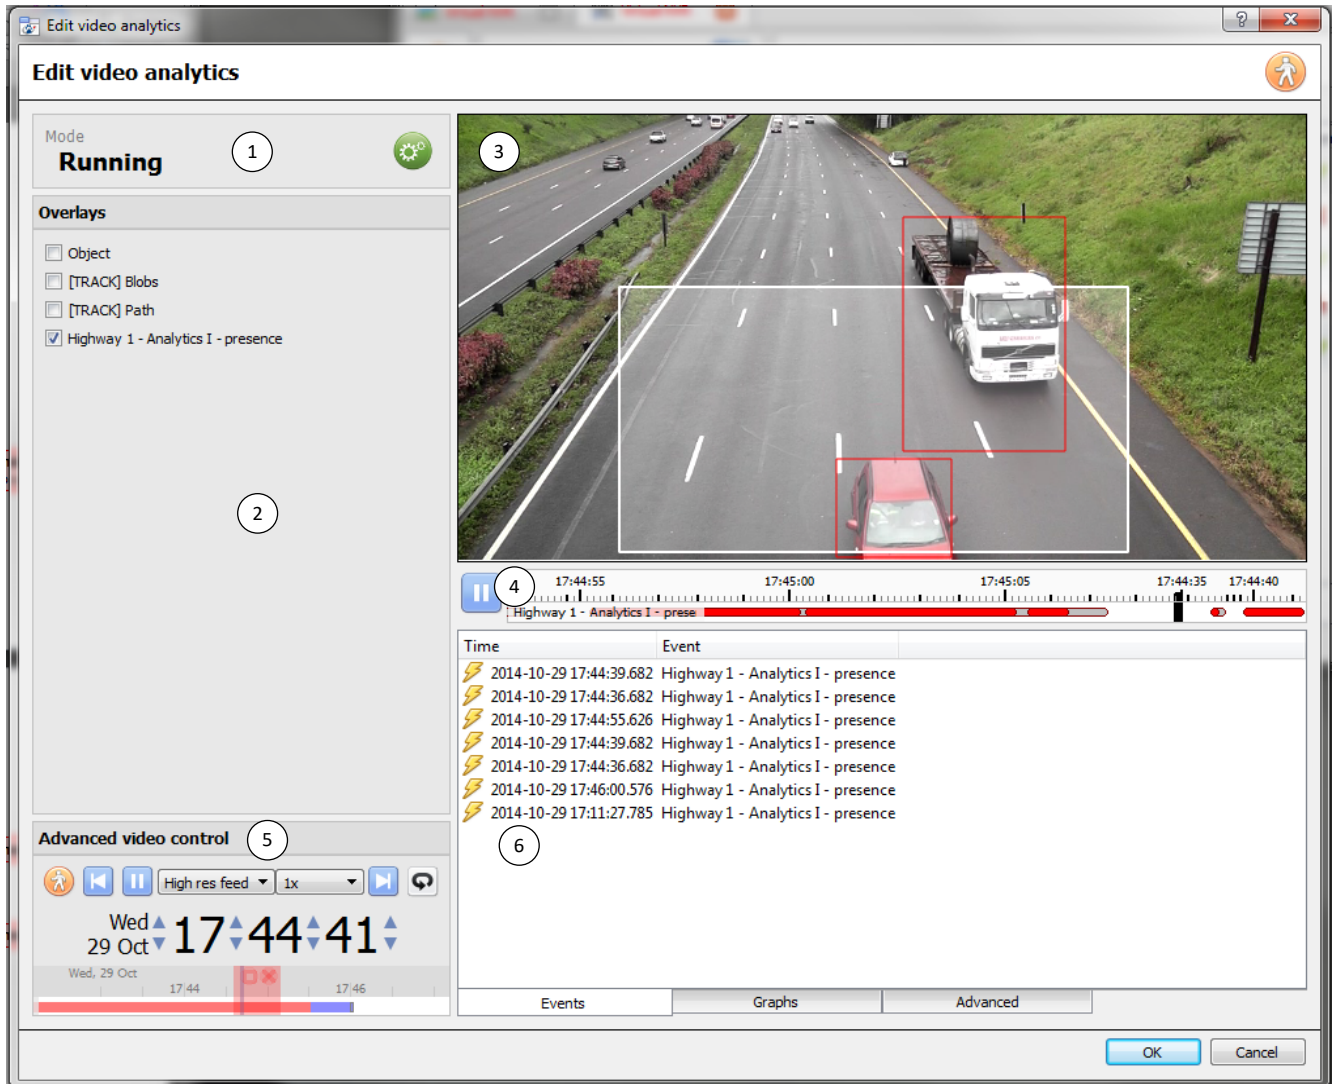 Edit video analytics
?
Edit video analytics
Mode
Running
1
Overlays
Object
[TRACK] Blobs
[TRACK] Path
Highway 1 - Analytics I - presence
2
3
4
17:44:55 17:45:00 17:45:05 17:44:35 17:44:40
Highway 1 - Analytics I - prese
Time Event
2014-10-29 17:44:39.682 Highway 1 - Analytics I - presence
2014-10-29 17:44:36.682 Highway 1 - Analytics I - presence
2014-10-29 17:44:55.626 Highway 1 - Analytics I - presence
2014-10-29 17:44:39.682 Highway 1 - Analytics I - presence
2014-10-29 17:44:36.682 Highway 1 - Analytics I - presence
2014-10-29 17:46:00.576 Highway 1 - Analytics I - presence
2014-10-29 17:11:27.785 Highway 1 - Analytics I - presence
6
Events Graphs Advanced
Advanced video control 5
High res feed 1x
Wed
29 Oct 17 44 41
Wed, 29 Oct
17 44 17 46
OK Cancel